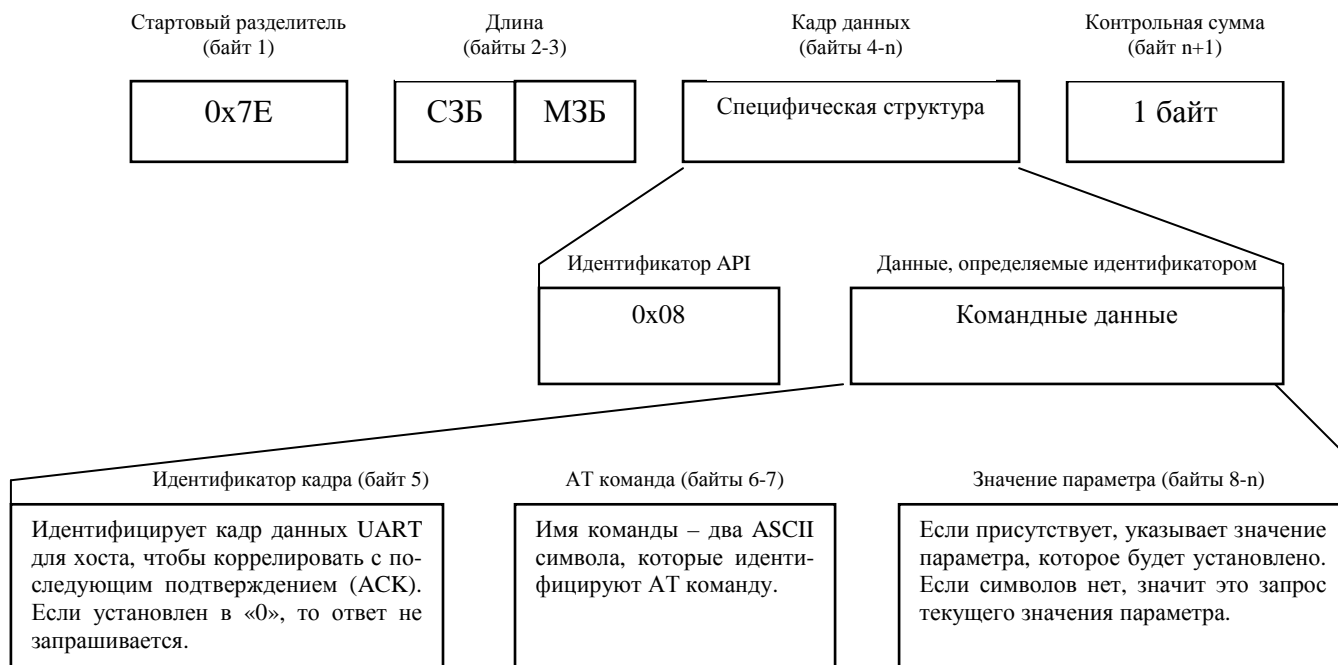 Стартовый разделитель
(байт 1)
Длина
(байты 2-3)
Кадр данных
(байты 4-n)
Контрольная сумма
(байт n+1)
0x7E
СЗБ
МЗБ
Специфическая структура
1 байт
Идентификатор API
Данные, определяемые идентификатором
0x08
Командные данные
Идентификатор кадра (байт 5)
АТ команда (байты 6-7)
Значение параметра (байты 8-n)
Идентифицирует кадр данных UART
для хоста, чтобы коррелировать с по-
следующим подтверждением (ACK).
Если установлен в «0», то ответ не
запрашивается.
Имя команды – два ASCII
символа, которые иденти-
фицируют АТ команду.
Если присутствует, указывает значение
параметра, которое будет установлено.
Если символов нет, значит это запрос
текущего значения параметра.